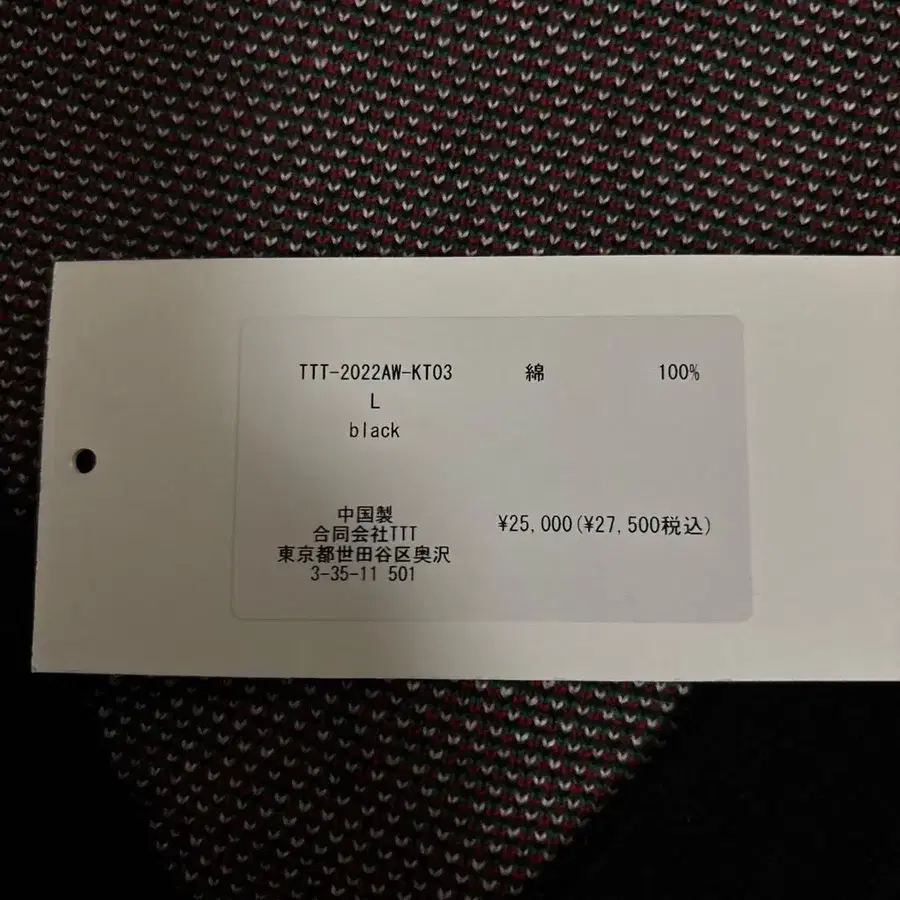 TTT-2022AW-KT03 綿 100%
L
black
中国製
合同会社TTT
東京都世田谷区奥沢
3-35-11 501
¥25,000(¥27,500税込)